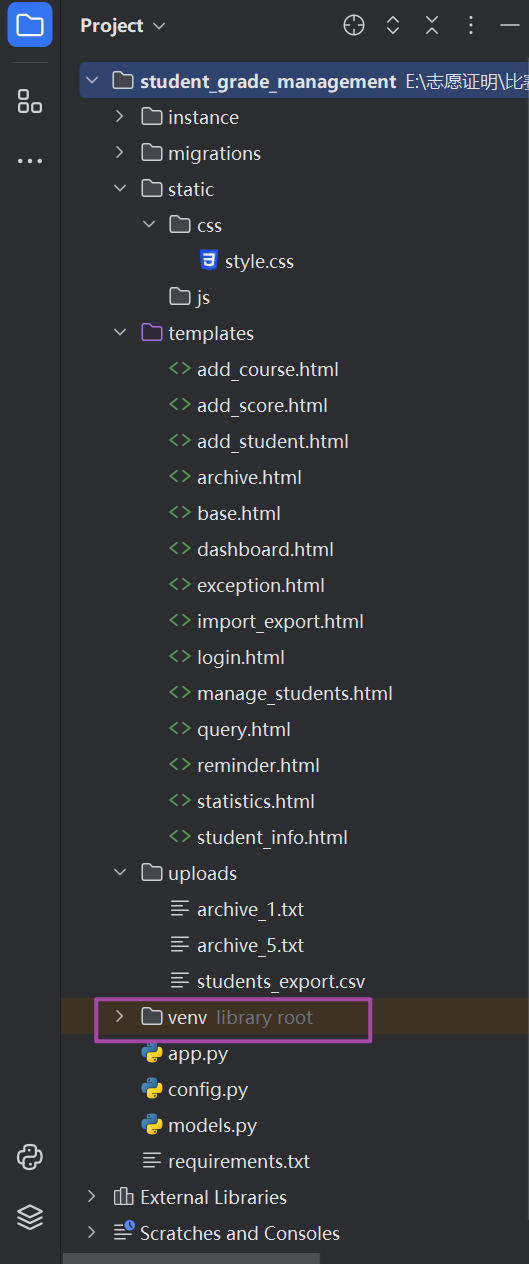 Project
student_grade_management E:\志愿证明\比赛
instance
migrations
static
css
style.css
js
templates
add_course.html
add_score.html
add_student.html
archive.html
base.html
dashboard.html
exception.html
import_export.html
login.html
manage_students.html
query.html
reminder.html
statistics.html
student_info.html
uploads
archive_1.txt
archive_5.txt
students_export.csv
venv library root
app.py
config.py
models.py
requirements.txt
External Libraries
Scratches and Consoles